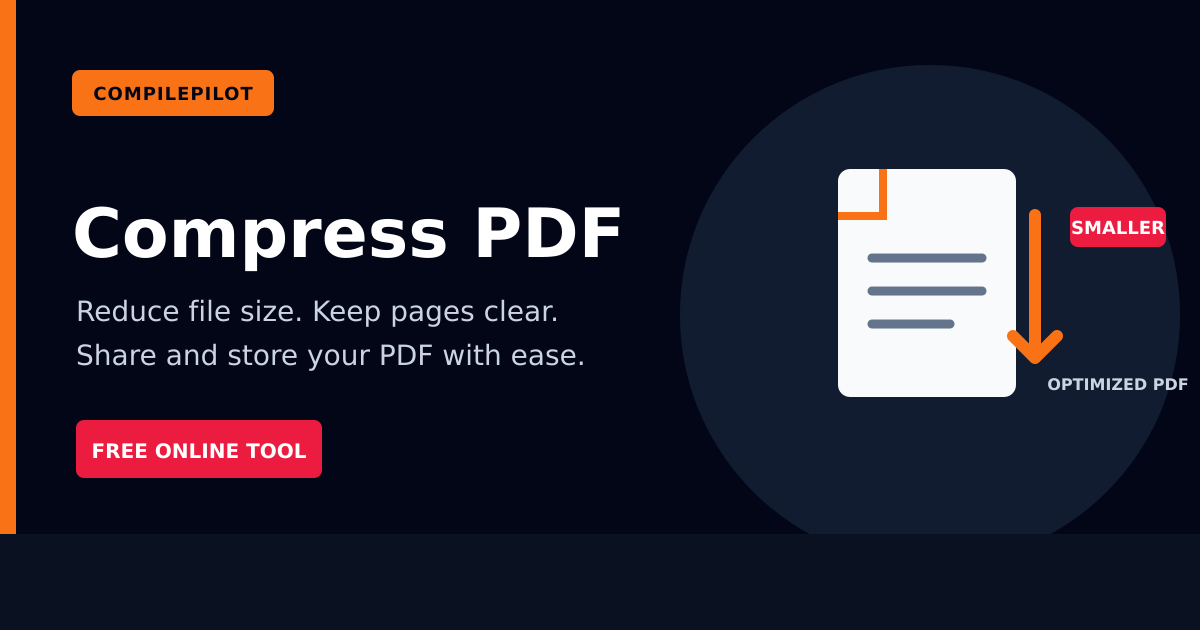 COMPILEPILOT
Compress PDF
Reduce file size. Keep pages clear.
Share and store your PDF with ease.
FREE ONLINE TOOL
SMALLER
OPTIMIZED PDF